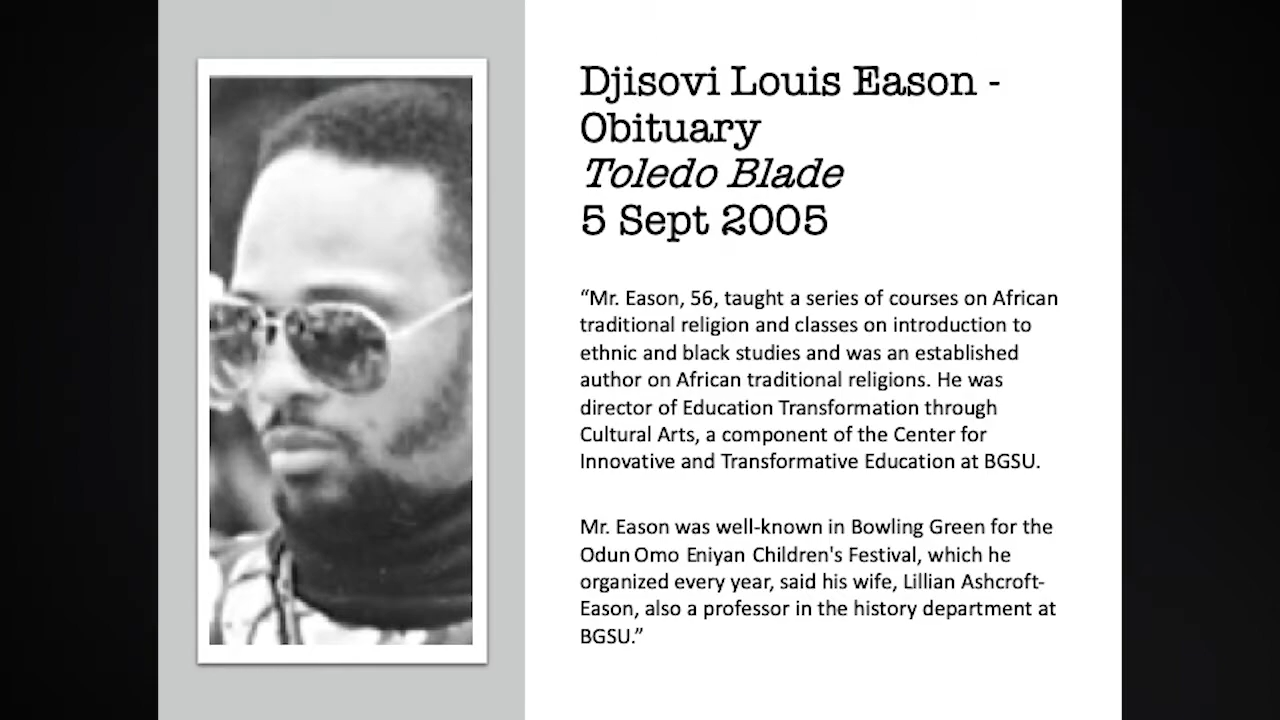 Djisovi Louis Eason -
Obituary
Toledo Blade
5 Sept 2005
“Mr. Eason, 56, taught a series of courses on African
traditional religion and classes on introduction to
ethnic and black studies and was an established
author on African traditional religions. He was
director of Education Transformation through
Cultural Arts, a component of the Center for
Innovative and Transformative Education at BGSU.
Mr. Eason was well-known in Bowling Green for the
Odun Omo Eniyan Children's Festival, which he
organized every year, said his wife, Lillian Ashcroft-
Eason, also a professor in the history department at
BGSU.”